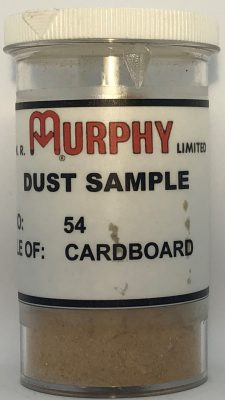 . R. MURPHY LIMITED
®
DUST SAMPLE
O: 54
LE OF: CARDBOARD